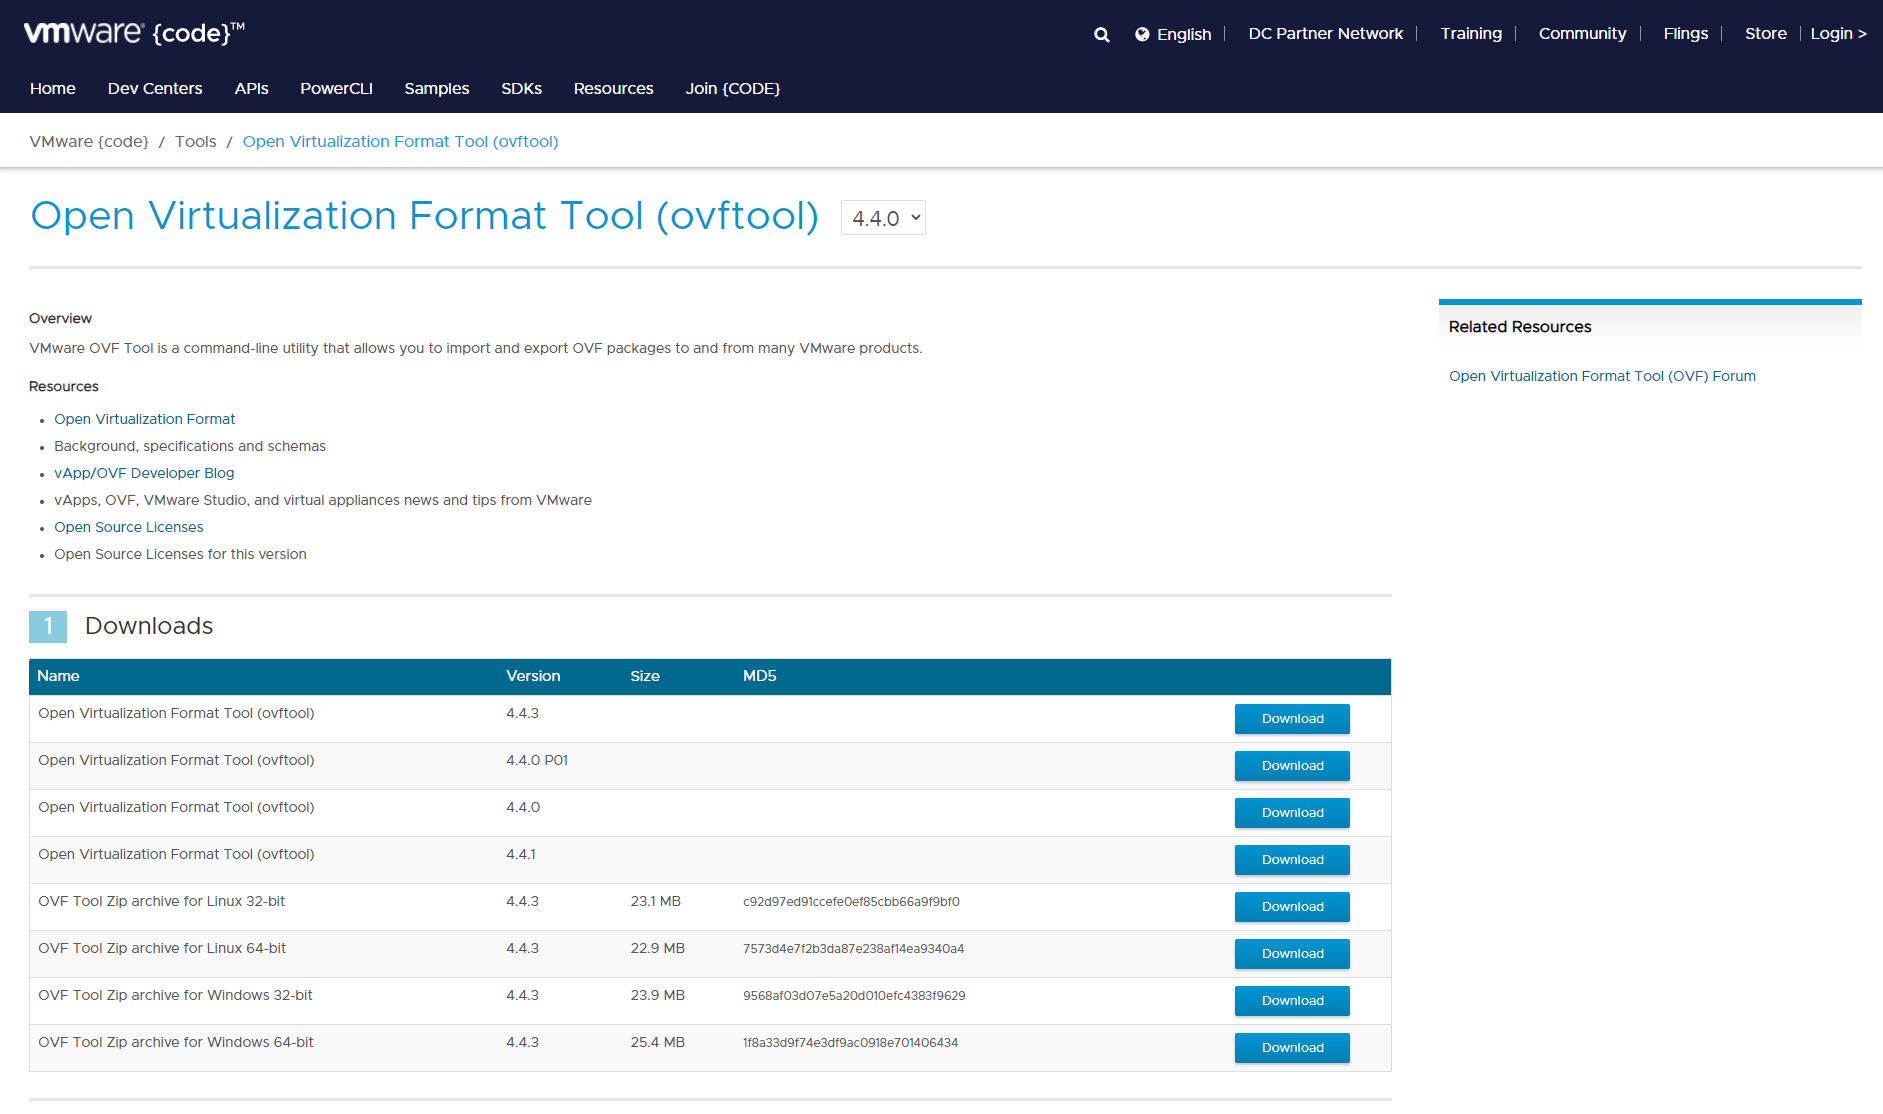 vmware® {code}™
English | DC Partner Network | Training | Community | Flings | Store | Login >
Home Dev Centers APIs PowerCLI Samples SDKs Resources Join {CODE}
VMware {code} / Tools / Open Virtualization Format Tool (ovftool)
Open Virtualization Format Tool (ovftool) 4.4.0
Overview
VMware OVF Tool is a command-line utility that allows you to import and export OVF packages to and from many VMware products.
Resources
• Open Virtualization Format
• Background, specifications and schemas
• vApp/OVF Developer Blog
• vApps, OVF, VMware Studio, and virtual appliances news and tips from VMware
• Open Source Licenses
• Open Source Licenses for this version
Related Resources
Open Virtualization Format Tool (OVF) Forum
1 Downloads
Name Version Size MD5
Open Virtualization Format Tool (ovftool) 4.4.3 Download
Open Virtualization Format Tool (ovftool) 4.4.0 P01 Download
Open Virtualization Format Tool (ovftool) 4.4.0 Download
Open Virtualization Format Tool (ovftool) 4.4.1 Download
OVF Tool Zip archive for Linux 32-bit 4.4.3 23.1 MB c92d97ed91ccefe0ef85cbb66a9f9bf0 Download
OVF Tool Zip archive for Linux 64-bit 4.4.3 22.9 MB 7573d4e7f2b3da87e238af14ea9340a4 Download
OVF Tool Zip archive for Windows 32-bit 4.4.3 23.9 MB 9568af03d07e5a20d010efc4383f9629 Download
OVF Tool Zip archive for Windows 64-bit 4.4.3 25.4 MB 1f8a33d9f74e3df9ac0918e701406434 Download